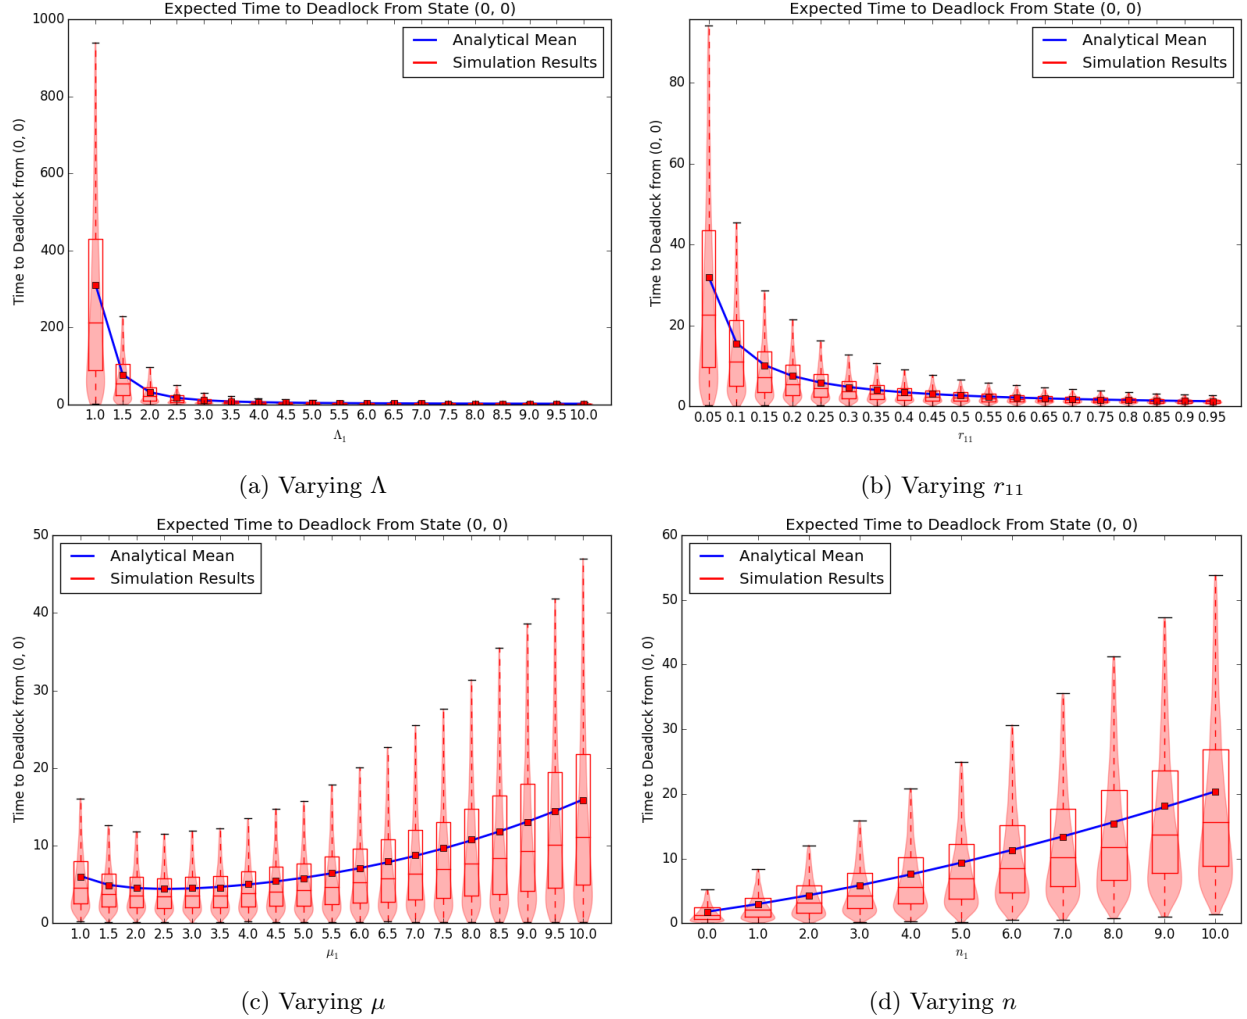 Expected Time to Deadlock From State (0, 0)
1000
800
600
400
200
0
Time to Deadlock from (0, 0)
Analytical Mean
Simulation Results
1.0 1.5 2.0 2.5 3.0 3.5 4.0 4.5 5.0 5.5 6.0 6.5 7.0 7.5 8.0 8.5 9.0 9.5 10.0
Λ₁
(a) Varying Λ
Expected Time to Deadlock From State (0, 0)
80
60
40
20
0
Time to Deadlock from (0, 0)
Analytical Mean
Simulation Results
0.05 0.1 0.15 0.2 0.25 0.3 0.35 0.4 0.45 0.5 0.55 0.6 0.65 0.7 0.75 0.8 0.85 0.9 0.95
r₁₁
(b) Varying r₁₁
Expected Time to Deadlock From State (0, 0)
50
40
30
20
10
0
Time to Deadlock from (0, 0)
Analytical Mean
Simulation Results
1.0 1.5 2.0 2.5 3.0 3.5 4.0 4.5 5.0 5.5 6.0 6.5 7.0 7.5 8.0 8.5 9.0 9.5 10.0
μ₁
(c) Varying μ
Expected Time to Deadlock From State (0, 0)
60
50
40
30
20
10
0
Time to Deadlock from (0, 0)
Analytical Mean
Simulation Results
0.0 1.0 2.0 3.0 4.0 5.0 6.0 7.0 8.0 9.0 10.0
n₁
(d) Varying n